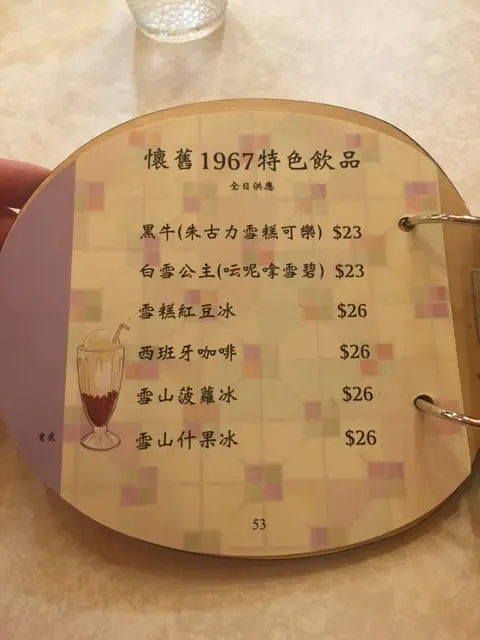 懷舊1967特色飲品
全日供應
黑牛(朱古力雪糕可樂) $23
白雪公主(呍呢嗱雪碧) $23
雪糕紅豆冰 $26
西班牙咖啡 $26
雪山菠蘿冰 $26
雪山什果冰 $26
53